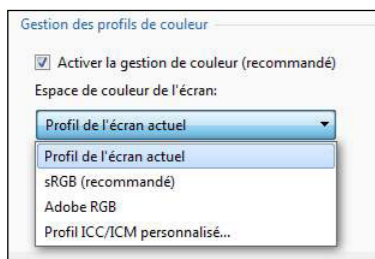 Gestion des profils de couleur
Activer la gestion de couleur (recommandé)
Espace de couleur de l'écran:
Profil de l'écran actuel
Profil de l'écran actuel
sRGB (recommandé)
Adobe RGB
Profil ICC/ICM personnalisé...